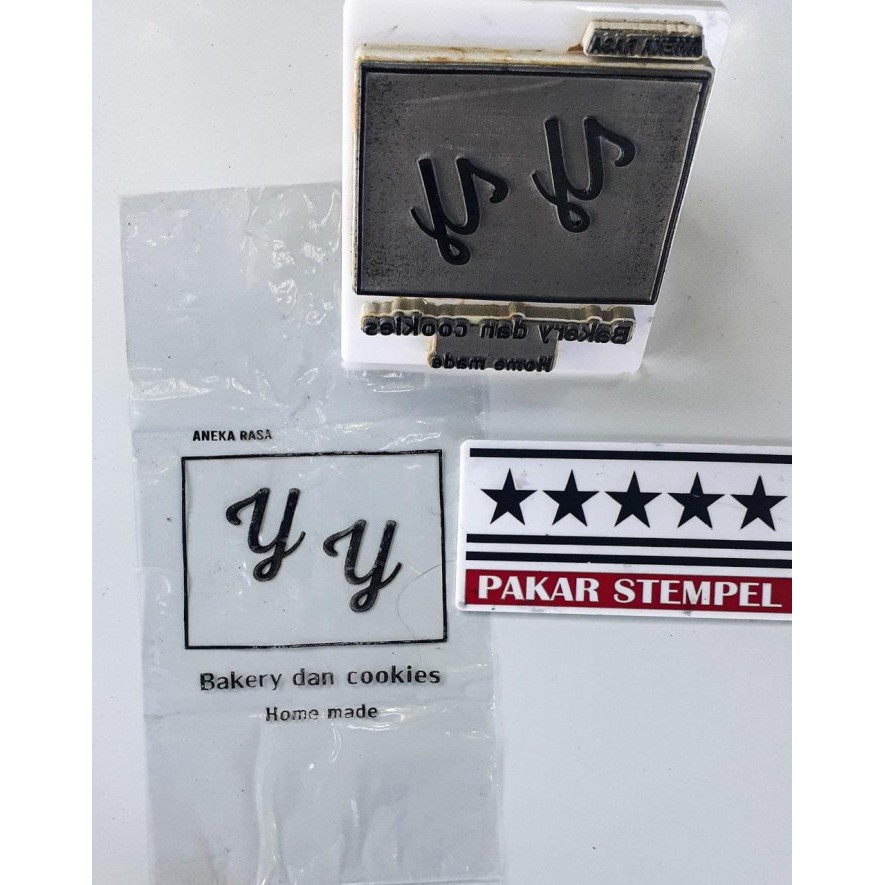 ANEKA RASA
y y
Bakery dan cookies
Home made
ANEKA RASA
y y
Bakery dan cookies
Home made
PAKAR STEMPEL